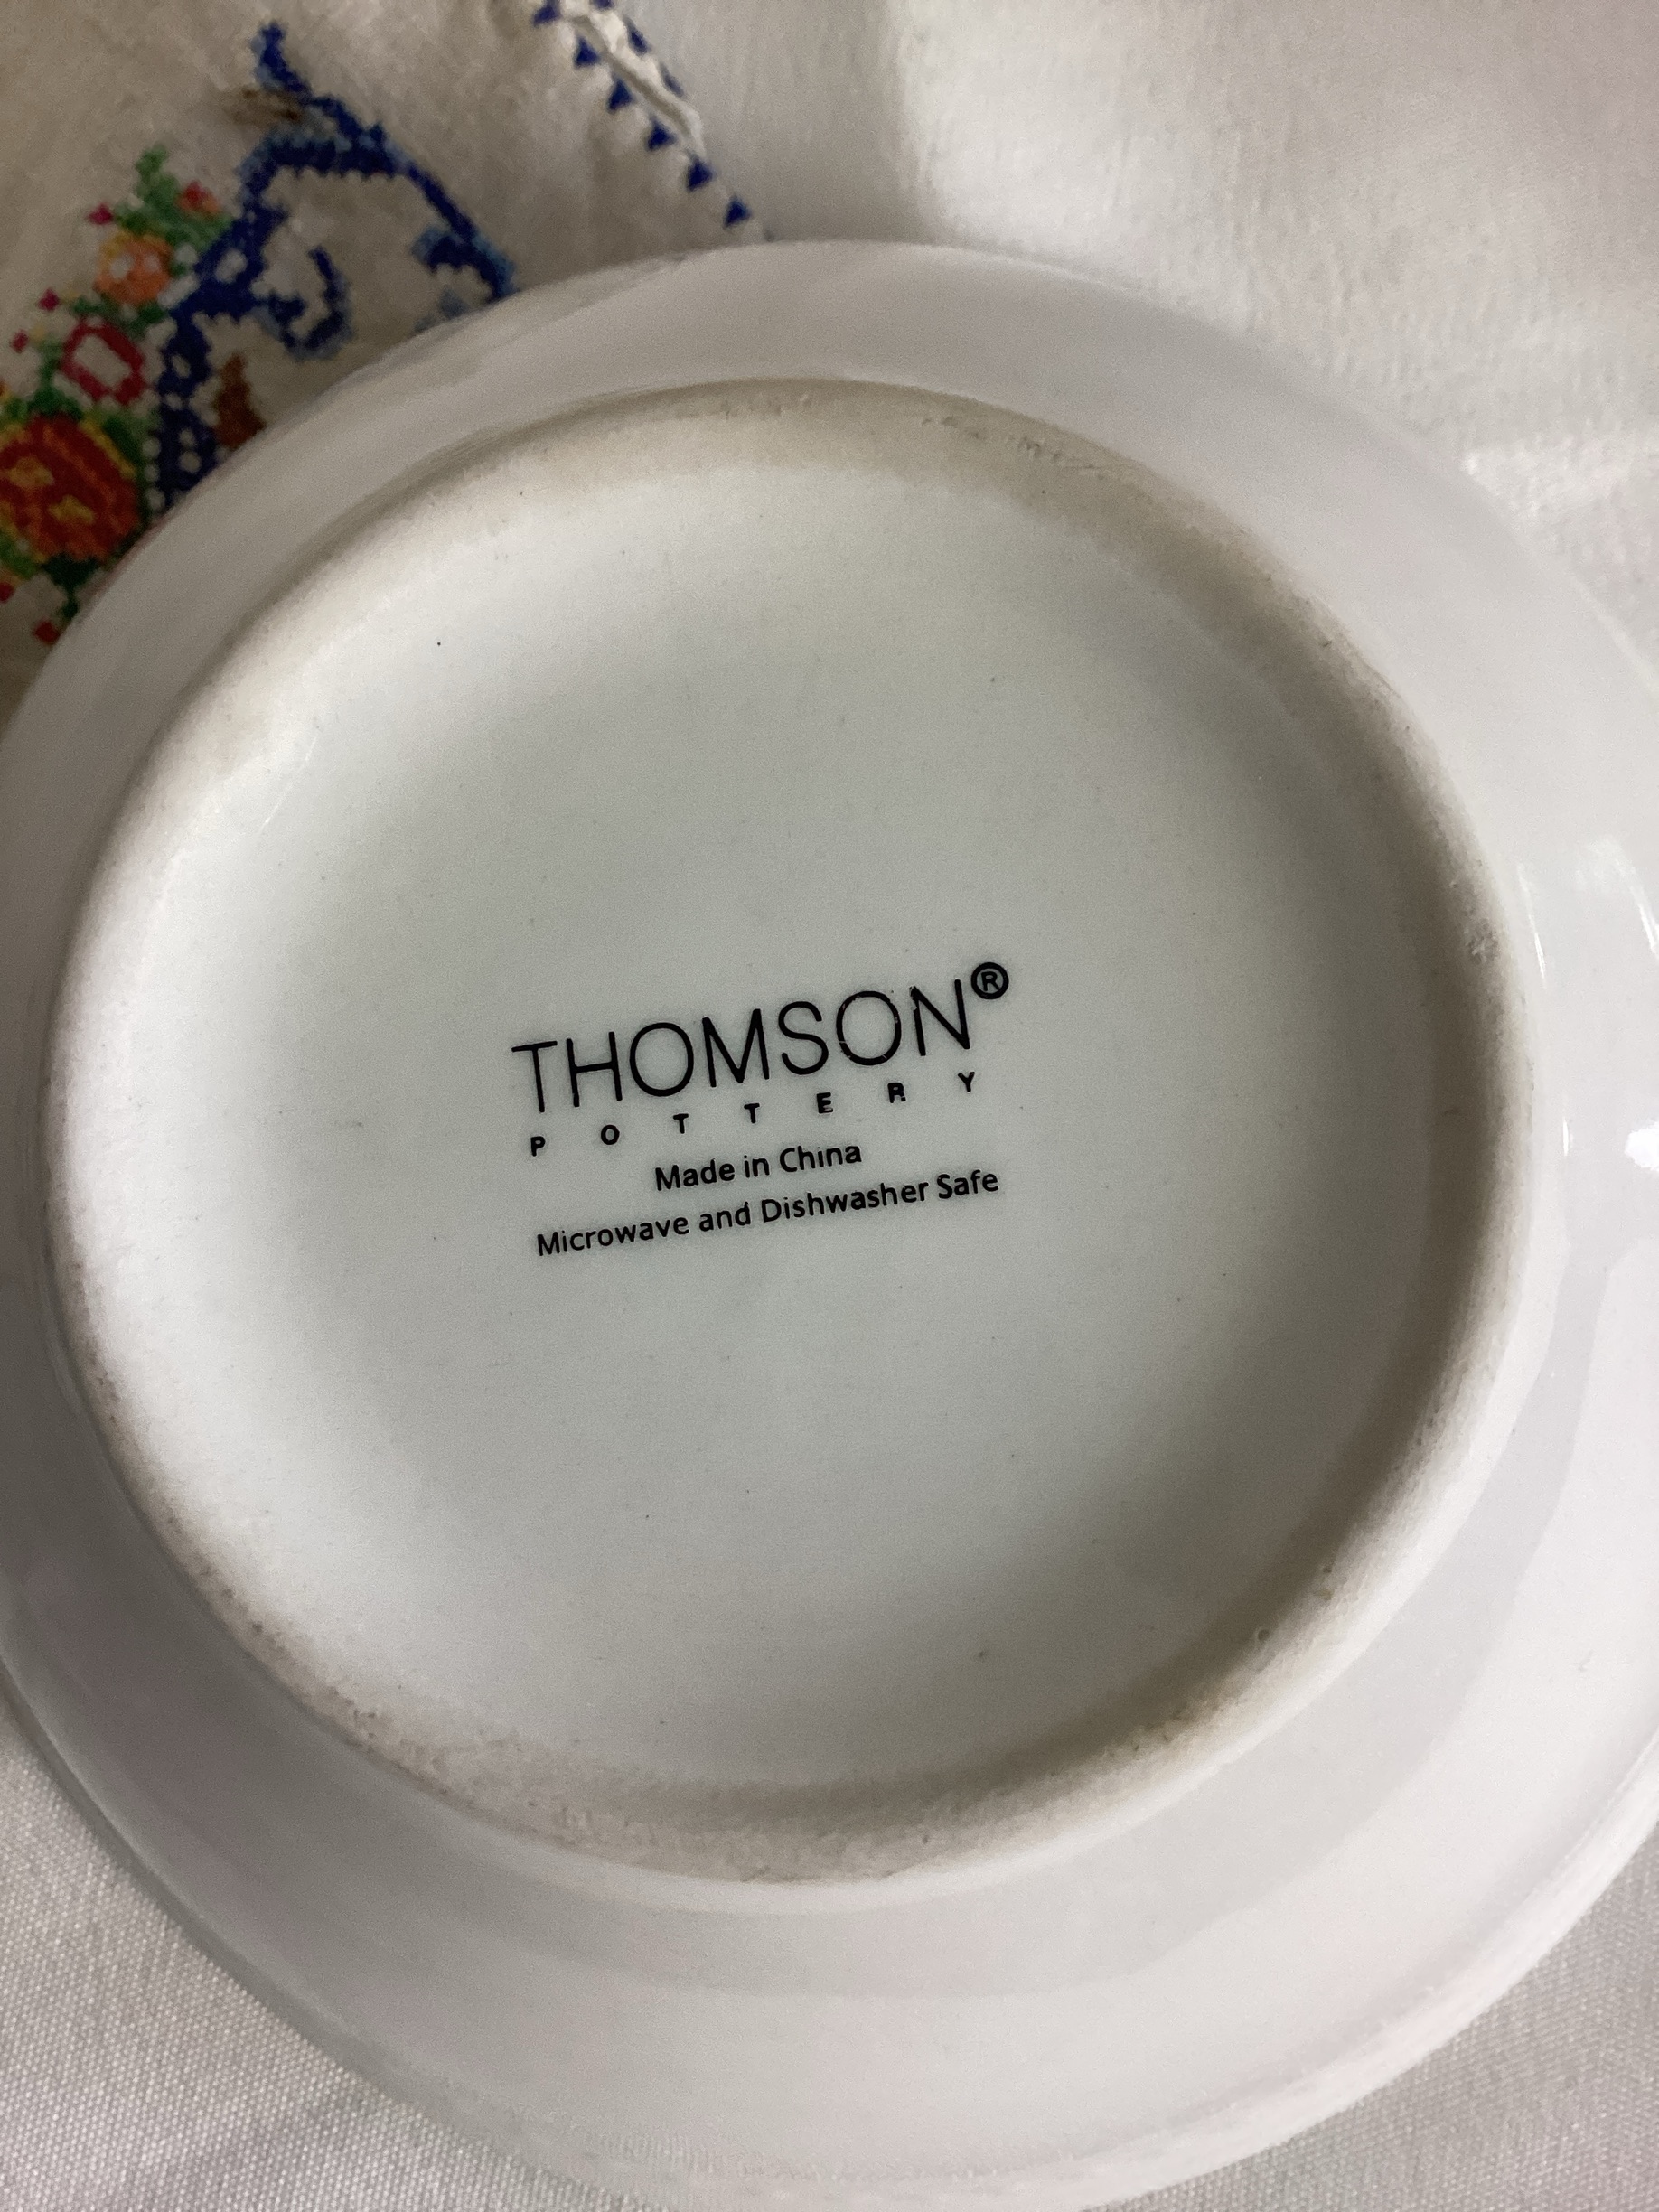 THOMSON®
POTTERY
Made in China
Microwave and Dishwasher Safe